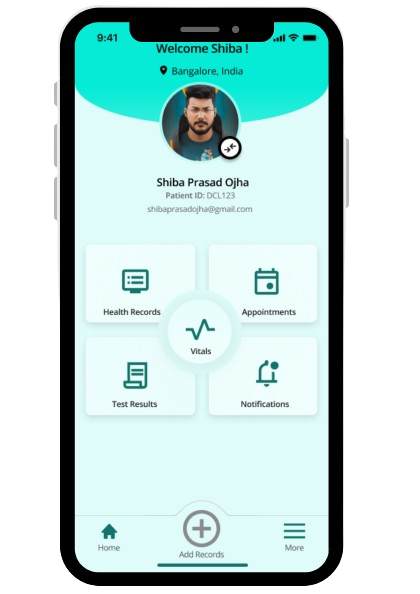 9:41
Welcome Shiba !
Bangalore, India
Shiba Prasad Ojha
Patient ID: DCL123
shibaprasadojha@gmail.com
Health Records
Appointments
Vitals
Test Results
Notifications
Home
Add Records
More